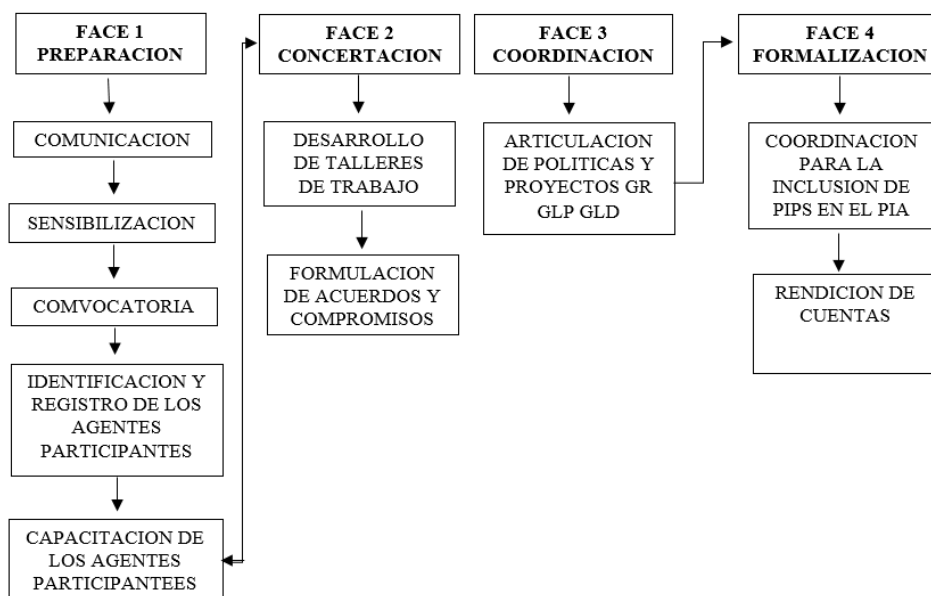 FACE 1
PREPARACION
COMUNICACION
SENSIBILIZACION
COMVOCATORIA
IDENTIFICACION Y
REGISTRO DE LOS
AGENTES
PARTICIPANTES
CAPACITACION DE
LOS AGENTES
PARTICIPANTEES
FACE 2
CONCERTACION
DESARROLLO
DE TALLERES
DE TRABAJO
FORMULACION
DE ACUERDOS Y
COMPROMISOS
FACE 3
COORDINACION
ARTICULACION
DE POLITICAS Y
PROYECTOS GR
GLP GLD
FACE 4
FORMALIZACION
COORDINACION
PARA LA
INCLUSION DE
PIPS EN EL PIA
RENDICION DE
CUENTAS